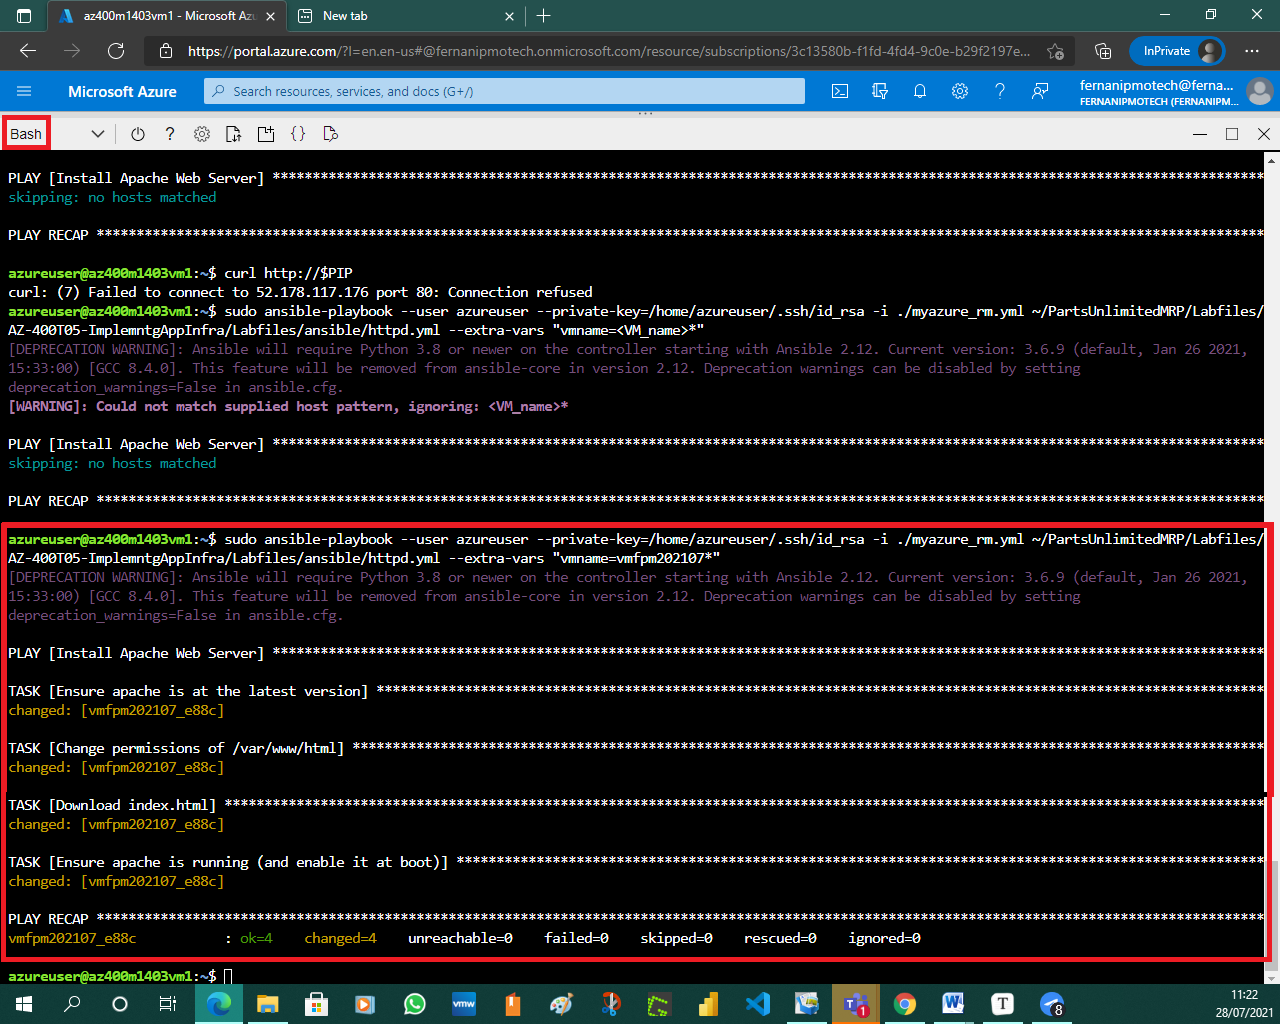 az400m1403vm1 - Microsoft Azu
New tab
https://portal.azure.com/?l=en.en-us#@fernanipmotech.onmicrosoft.com/resource/subscriptions/3c13580b-f1fd-4fd4-9c0e-b29f2197e...
InPrivate
Microsoft Azure
Search resources, services, and docs (G+/)
fernanipmotech@ferna...
FERNANIPMOTECH (FERNANIPM...
Bash
PLAY [Install Apache Web Server] ****************************************************************************************************************************
skipping: no hosts matched
PLAY RECAP **************************************************************************************************************************************************
azureuser@az400m1403vm1:~$ curl http://$PIP
curl: (7) Failed to connect to 52.178.117.176 port 80: Connection refused
azureuser@az400m1403vm1:~$ sudo ansible-playbook --user azureuser --private-key=/home/azureuser/.ssh/id_rsa -i ./myazure_rm.yml ~/PartsUnlimitedMRP/Labfiles/
AZ-400T05-ImplemntgAppInfra/Labfiles/ansible/httpd.yml --extra-vars "vmname=<VM_name>*"
[DEPRECATION WARNING]: Ansible will require Python 3.8 or newer on the controller starting with Ansible 2.12. Current version: 3.6.9 (default, Jan 26 2021,
15:33:00) [GCC 8.4.0]. This feature will be removed from ansible-core in version 2.12. Deprecation warnings can be disabled by setting
deprecation_warnings=False in ansible.cfg.
[WARNING]: Could not match supplied host pattern, ignoring: <VM_name>*
PLAY [Install Apache Web Server] ****************************************************************************************************************************
skipping: no hosts matched
PLAY RECAP **************************************************************************************************************************************************
azureuser@az400m1403vm1:~$ sudo ansible-playbook --user azureuser --private-key=/home/azureuser/.ssh/id_rsa -i ./myazure_rm.yml ~/PartsUnlimitedMRP/Labfiles/
AZ-400T05-ImplemntgAppInfra/Labfiles/ansible/httpd.yml --extra-vars "vmname=vmfpm202107*"
[DEPRECATION WARNING]: Ansible will require Python 3.8 or newer on the controller starting with Ansible 2.12. Current version: 3.6.9 (default, Jan 26 2021,
15:33:00) [GCC 8.4.0]. This feature will be removed from ansible-core in version 2.12. Deprecation warnings can be disabled by setting
deprecation_warnings=False in ansible.cfg.
PLAY [Install Apache Web Server] ****************************************************************************************************************************
TASK [Ensure apache is at the latest version] ***************************************************************************************************************
changed: [vmfpm202107_e88c]
TASK [Change permissions of /var/www/html] ******************************************************************************************************************
changed: [vmfpm202107_e88c]
TASK [Download index.html] **********************************************************************************************************************************
changed: [vmfpm202107_e88c]
TASK [Ensure apache is running (and enable it at boot)] *****************************************************************************************************
changed: [vmfpm202107_e88c]
PLAY RECAP **************************************************************************************************************************************************
vmfpm202107_e88c : ok=4 changed=4 unreachable=0 failed=0 skipped=0 rescued=0 ignored=0
azureuser@az400m1403vm1:~$
vmw
1
W
T
8
11:22
28/07/2021